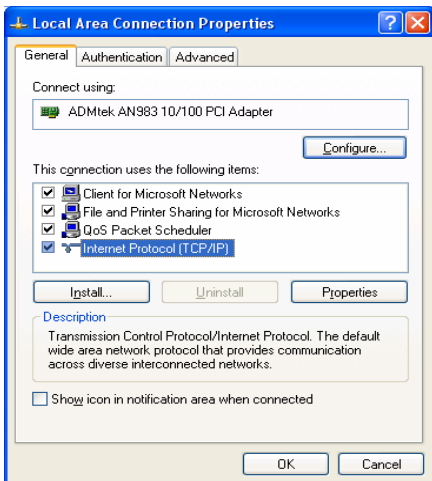 Local Area Connection Properties
General Authentication Advanced
Connect using:
ADMtek AN983 10/100 PCI Adapter
Configure...
This connection uses the following items:
Client for Microsoft Networks
File and Printer Sharing for Microsoft Networks
QoS Packet Scheduler
Internet Protocol (TCP/IP)
Install... Uninstall Properties
Description
Transmission Control Protocol/Internet Protocol. The default
wide area network protocol that provides communication
across diverse interconnected networks.
Show icon in notification area when connected
OK Cancel